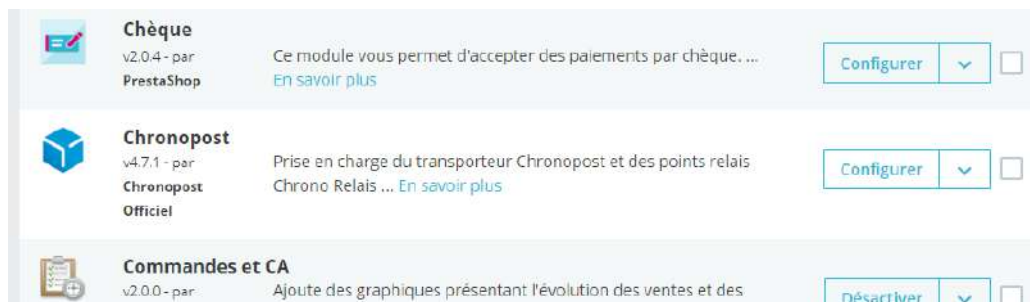 Chèque
v2.0.4 - par
PrestaShop
Ce module vous permet d'accepter des paiements par chèque. ...
En savoir plus
Configurer
Chronopost
v4.7.1 - par
Chronopost
Officiel
Prise en charge du transporteur Chronopost et des points relais
Chrono Relais ... En savoir plus
Configurer
Commandes et CA
v2.0.0 - par
Ajoute des graphiques présentant l'évolution des ventes et des
Désactiver